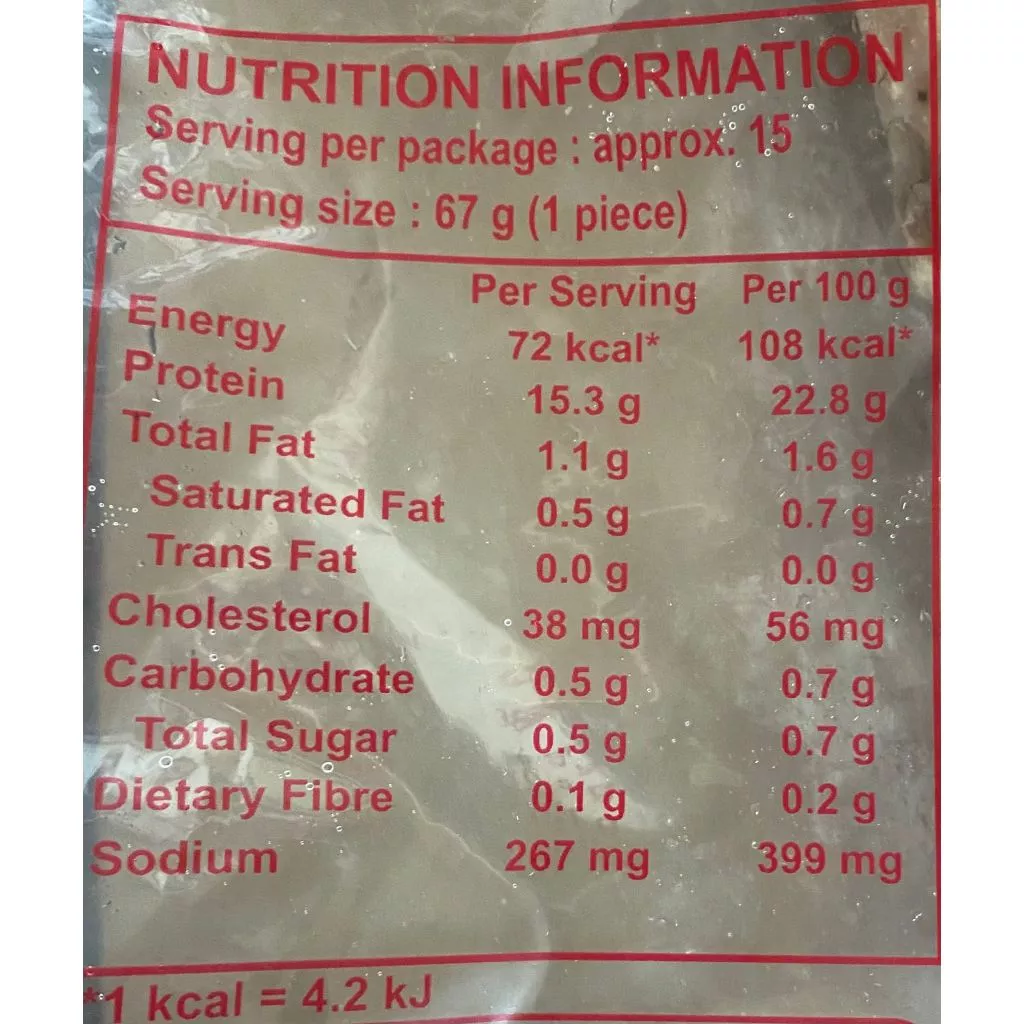 NUTRITION INFORMATION
Serving per package : approx. 15
Serving size : 67 g (1 piece)
Per Serving Per 100 g
Energy 72 kcal* 108 kcal*
Protein 15.3 g 22.8 g
Total Fat 1.1 g 1.6 g
Saturated Fat 0.5 g 0.7 g
Trans Fat 0.0 g 0.0 g
Cholesterol 38 mg 56 mg
Carbohydrate 0.5 g 0.7 g
Total Sugar 0.5 g 0.7 g
Dietary Fibre 0.1 g 0.2 g
Sodium 267 mg 399 mg
*1 kcal = 4.2 kJ